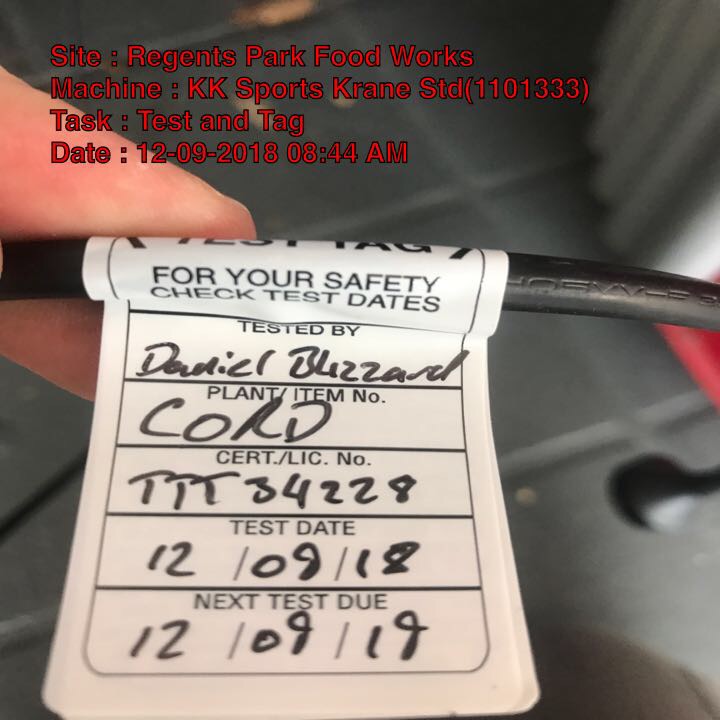 Site : Regents Park Food Works
Machine : KK Sports Krane Std(1101333)
Task : Test and Tag
Date : 12-09-2018 08:44 AM
TEST TAG
FOR YOUR SAFETY
CHECK TEST DATES
TESTED BY
Daniel Blizzard
PLANT/ITEM No.
CORD
CERT./LIC. No.
TTT 34228
TEST DATE
12/09/18
NEXT TEST DUE
12/09/19